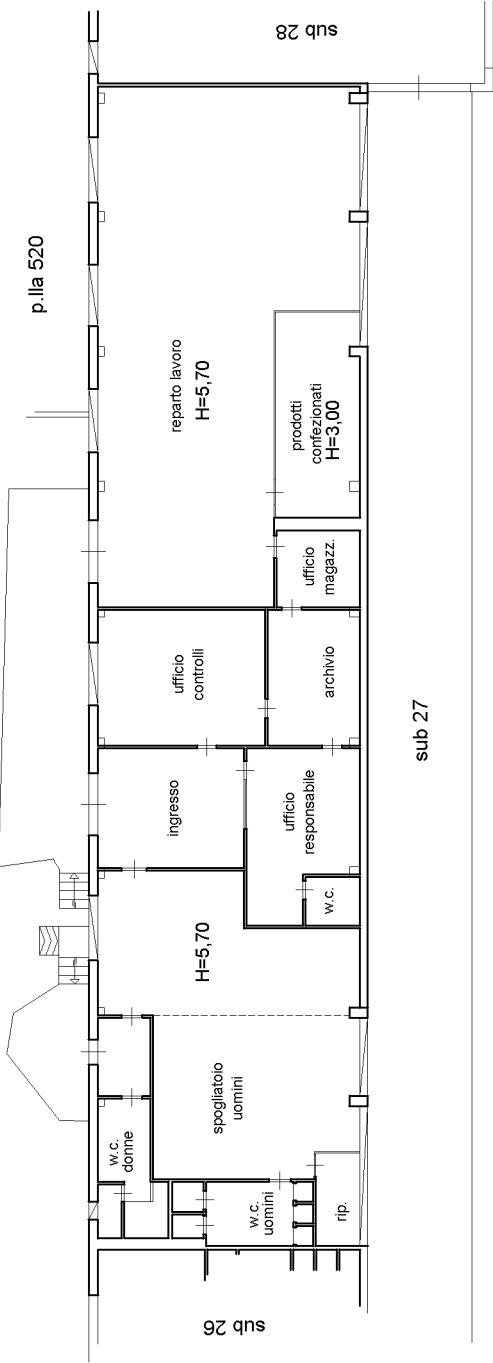 sub 28
p.lla 520
reparto lavoro
H=5,70
prodotti
confezionati
H=3,00
ufficio
magazz.
ufficio
controlli
archivio
sub 27
ingresso
ufficio
responsabile
w.c.
H=5,70
spogliatoio
uomini
w.c.
donne
w.c.
uomini
rip.
sub 26